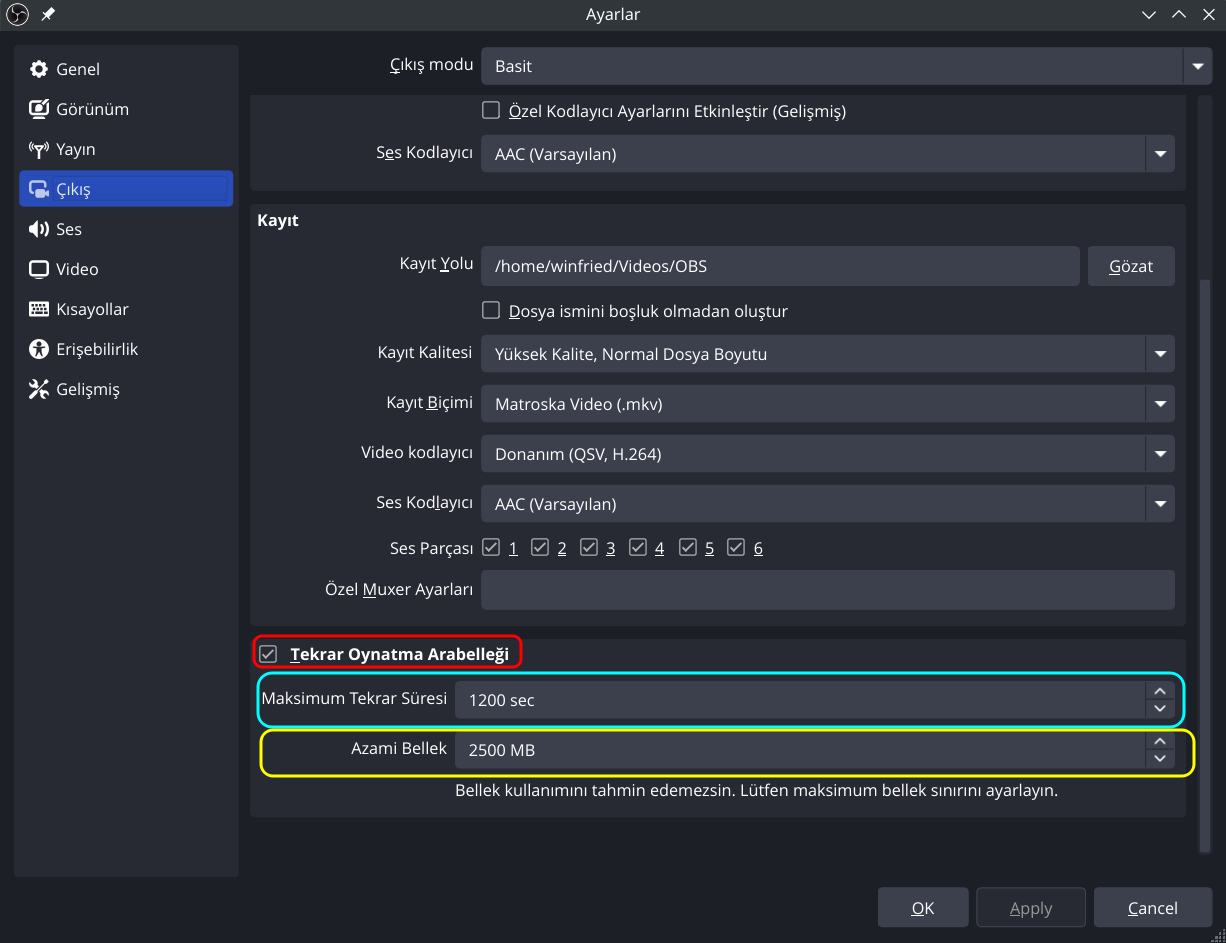 Ayarlar
Genel
Görünüm
Yayın
Çıkış
Ses
Video
Kısayollar
Erişebilirlik
Gelişmiş
Çıkış modu Basit
Özel Kodlayıcı Ayarlarını Etkinleştir (Gelişmiş)
Ses Kodlayıcı AAC (Varsayılan)
Kayıt
Kayıt Yolu /home/winfried/Videos/OBS Gözat
Dosya ismini boşluk olmadan oluştur
Kayıt Kalitesi Yüksek Kalite, Normal Dosya Boyutu
Kayıt Biçimi Matroska Video (.mkv)
Video kodlayıcı Donanım (QSV, H.264)
Ses Kodlayıcı AAC (Varsayılan)
Ses Parçası 1 2 3 4 5 6
Özel Muxer Ayarları
Tekrar Oynatma Arabelleği
Maksimum Tekrar Süresi 1200 sec
Azami Bellek 2500 MB
Bellek kullanımını tahmin edemezsin. Lütfen maksimum bellek sınırını ayarlayın.
OK Apply Cancel